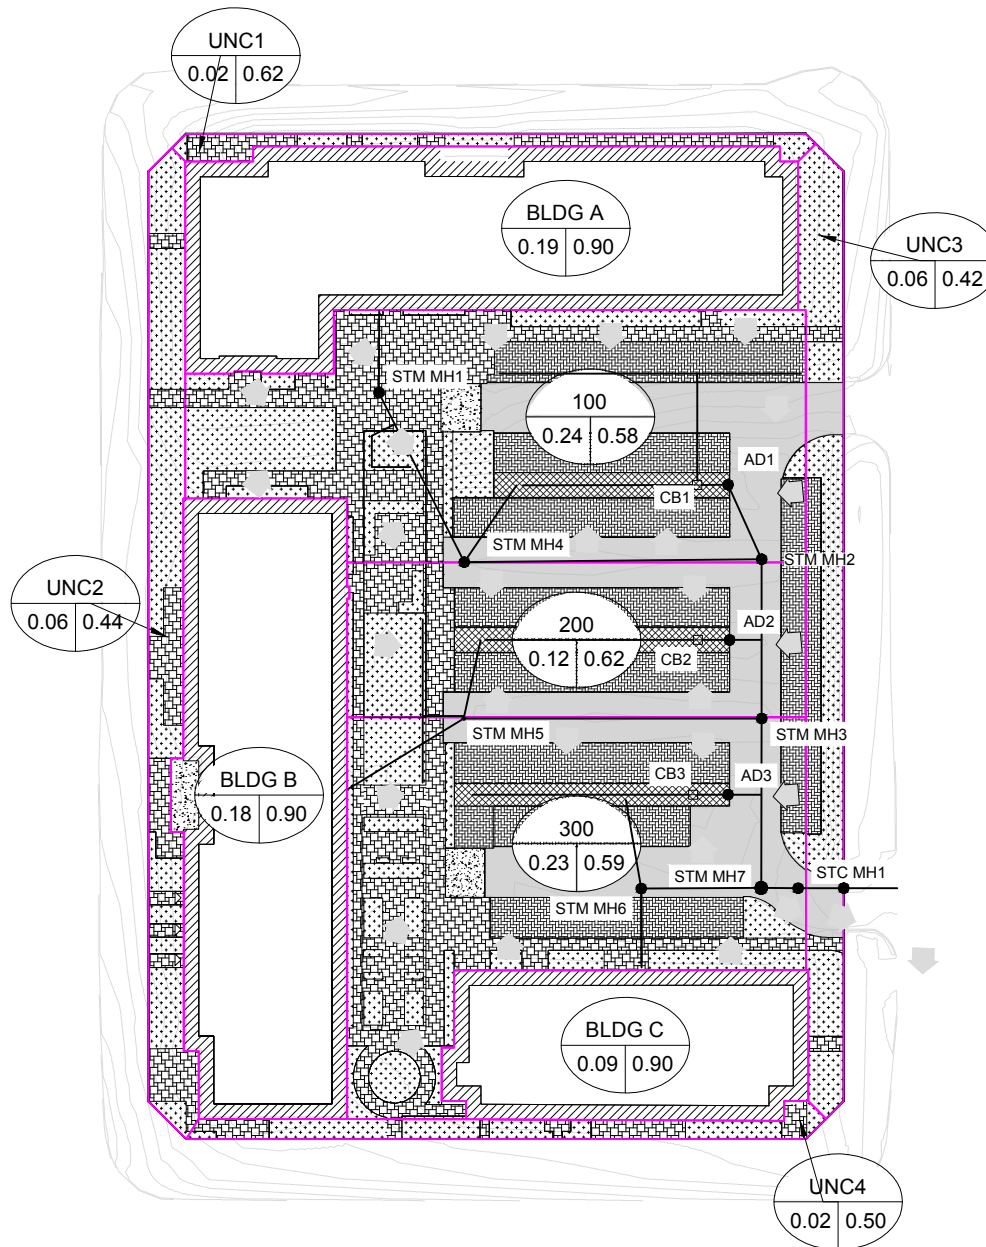 UNC1
0.02 0.62
BLDG A
0.19 0.90
UNC3
0.06 0.42
STM MH1
100
0.24 0.58
AD1
CB1
STM MH4
STM MH2
UNC2
0.06 0.44
200
0.12 0.62
AD2
CB2
STM MH5
STM MH3
BLDG B
0.18 0.90
CB3
AD3
300
0.23 0.59
STM MH7
STC MH1
STM MH6
BLDG C
0.09 0.90
UNC4
0.02 0.50